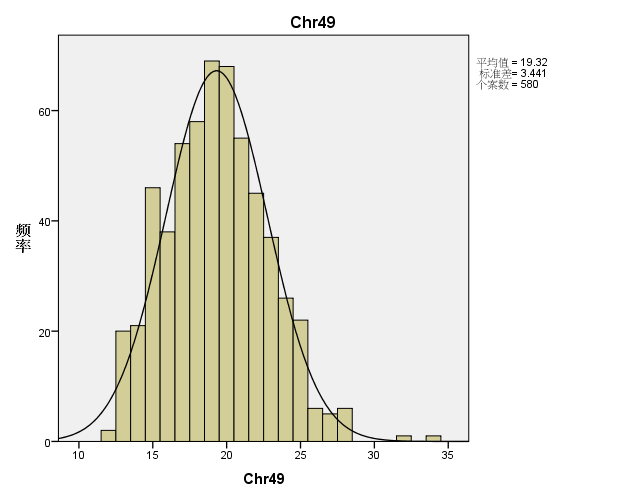 Chr49
平均值 = 19.32
标准差= 3.441
个案数 = 580
频率
60
40
20
0
10 15 20 25 30 35
Chr49